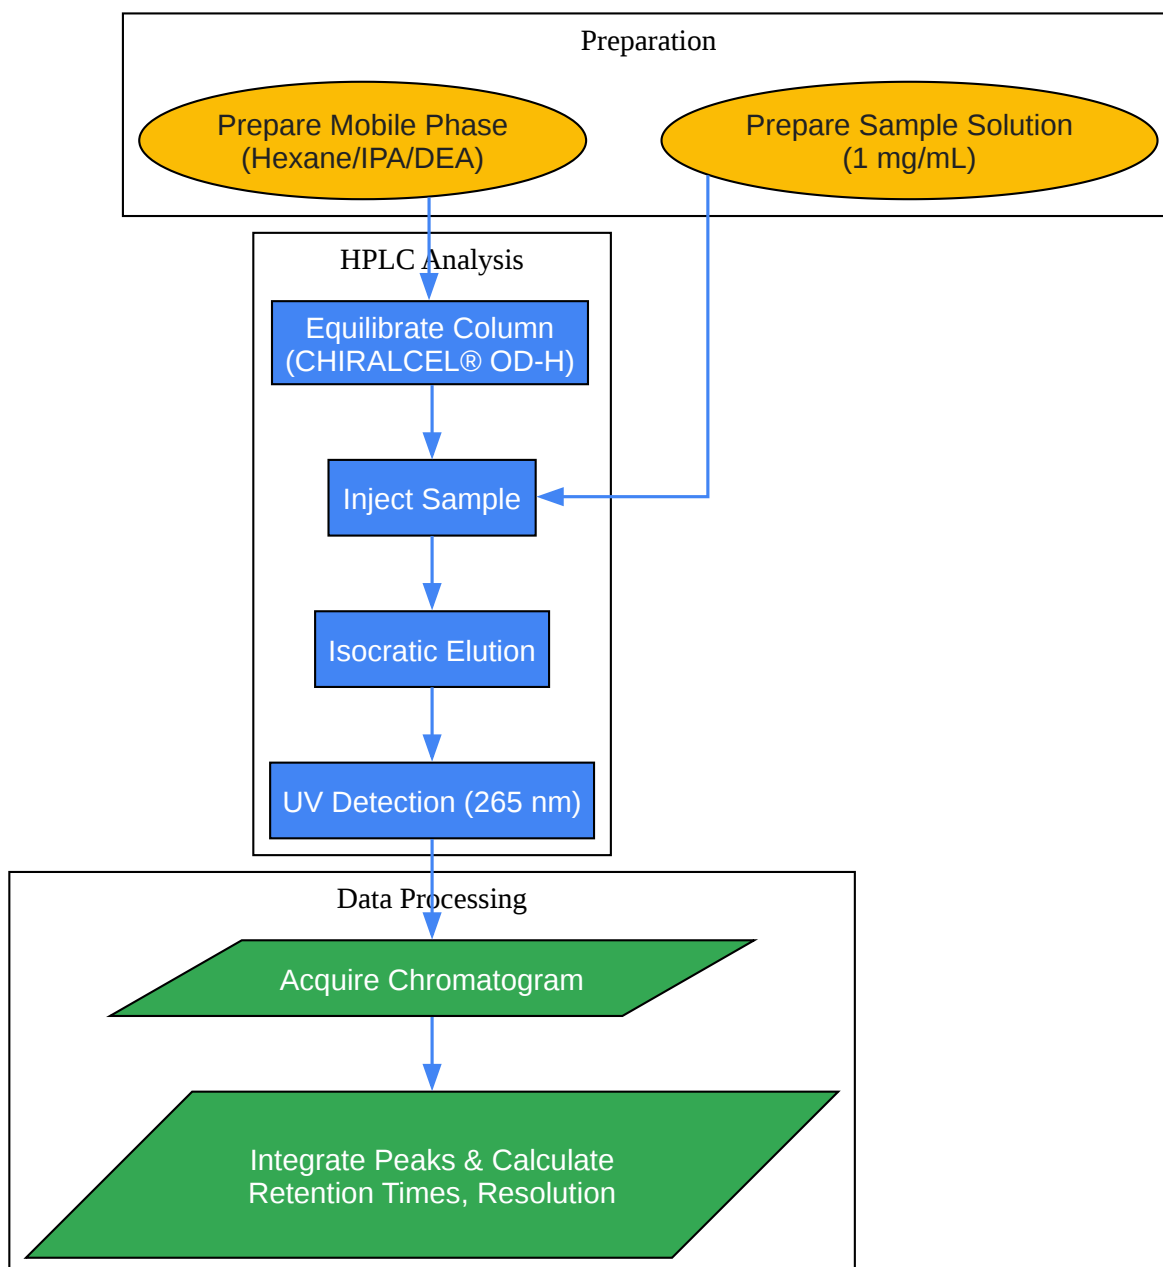 Preparation
Prepare Mobile Phase
(Hexane/IPA/DEA)
Prepare Sample Solution
(1 mg/mL)
HPLC Analysis
Equilibrate Column
(CHIRALCEL® OD-H)
Inject Sample
Isocratic Elution
UV Detection (265 nm)
Data Processing
Acquire Chromatogram
Integrate Peaks & Calculate
Retention Times, Resolution